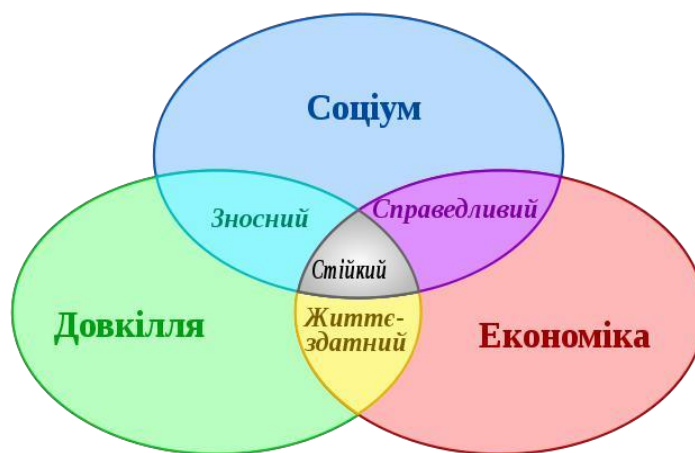 Соціум
Зносний
Справедливий
Стійкий
Довкілля
Життє-
здатний
Економіка